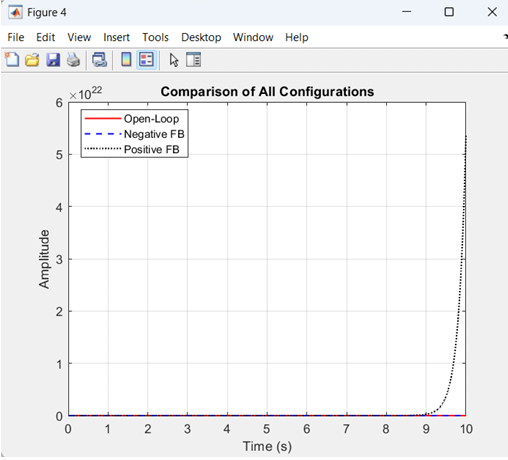 Figure 4
File Edit View Insert Tools Desktop Window Help
Comparison of All Configurations
×10²²
Open-Loop
Negative FB
Positive FB
6
5
4
3
2
1
0
Amplitude
0 1 2 3 4 5 6 7 8 9 10
Time (s)